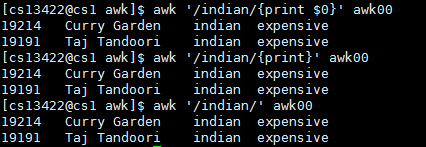 [cs13422@cs1 awk]$ awk '/indian/{print $0}' awk00
19214   Curry Garden    indian  expensive
19191   Taj Tandoori    indian  expensive
[cs13422@cs1 awk]$ awk '/indian/{print}' awk00
19214   Curry Garden    indian  expensive
19191   Taj Tandoori    indian  expensive
[cs13422@cs1 awk]$ awk '/indian/' awk00
19214   Curry Garden    indian  expensive
19191   Taj Tandoori    indian  expensive